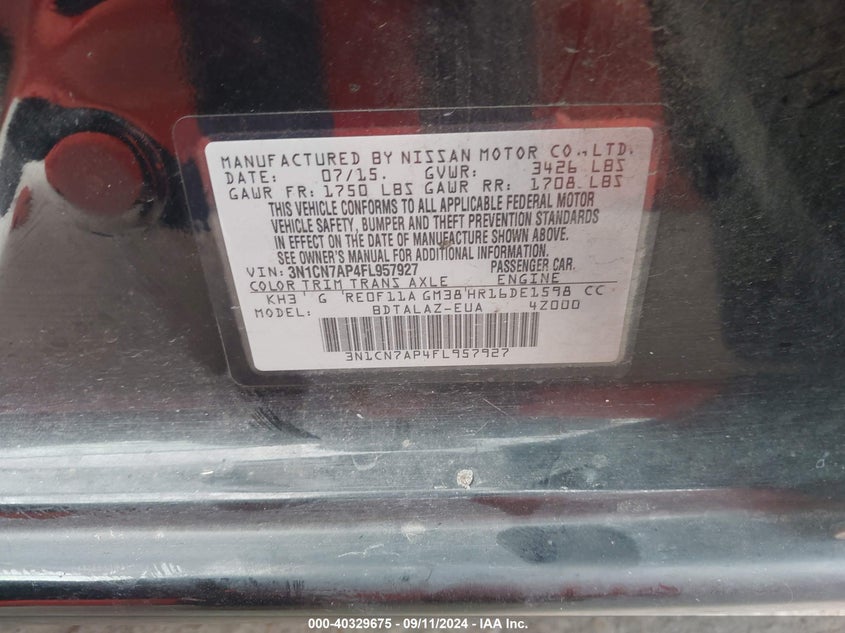 MANUFACTURED BY NISSAN MOTOR CO., LTD.
DATE: 07/15. GVWR: 3426 LBS
GAWR FR: 1750 LBS GAWR RR: 1708 LBS
THIS VEHICLE CONFORMS TO ALL APPLICABLE FEDERAL MOTOR
VEHICLE SAFETY, BUMPER AND THEFT PREVENTION STANDARDS
IN EFFECT ON THE DATE OF MANUFACTURE SHOWN ABOVE.
SEE OWNER'S MANUAL FOR ADDITIONAL INFORMATION.
VIN: 3N1CN7AP4FL957927 PASSENGER CAR.
COLOR TRIM TRANS AXLE ENGINE
KH3 G RE0F11A GM38 HR16DE1598 CC
MODEL: BDTALAZ-EUA 4Z000
3N1CN7AP4FL957927
000-40329675 - 09/11/2024 - IAA Inc.